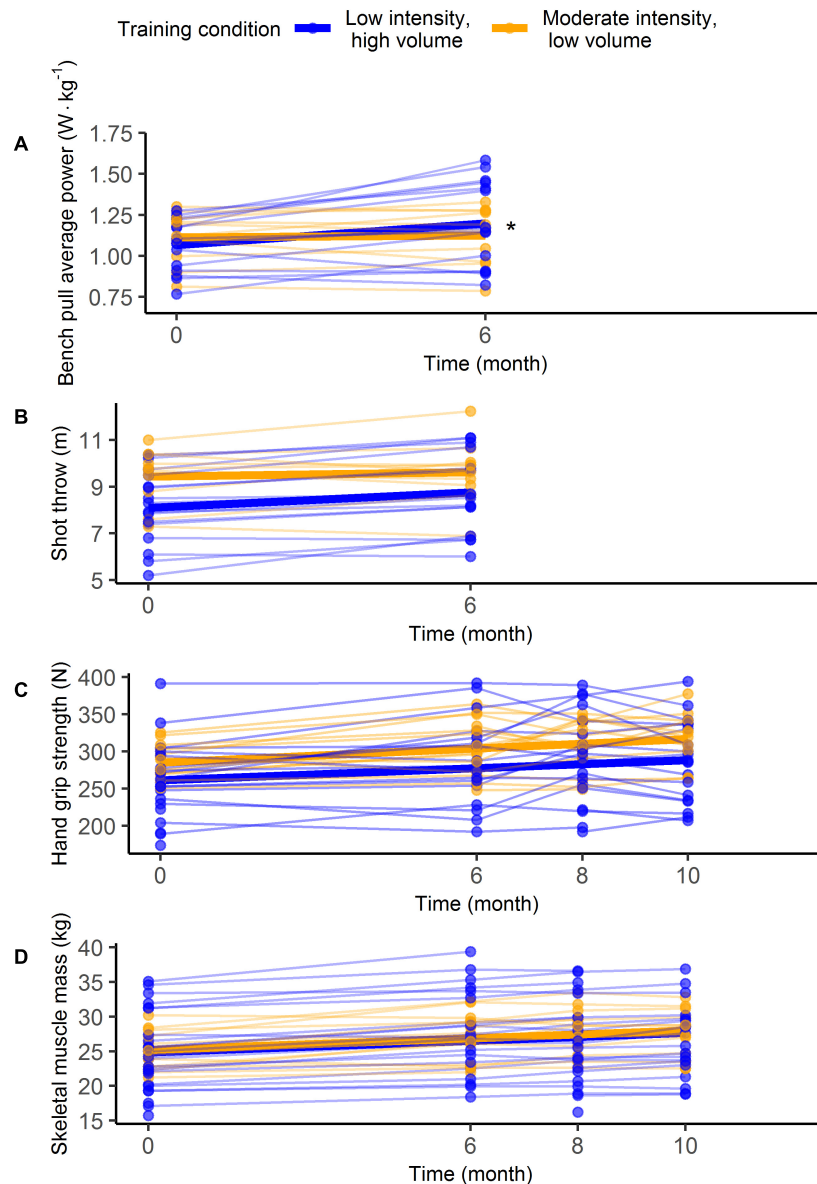 Training condition
Low intensity,
high volume
Moderate intensity,
low volume
A
Bench pull average power (W · kg⁻¹)
1.75
1.50
1.25
1.00
0.75
*
0
6
Time (month)
B
Shot throw (m)
11
9
7
5
0
6
Time (month)
C
Hand grip strength (N)
400
350
300
250
200
0
6
8
10
Time (month)
D
Skeletal muscle mass (kg)
40
35
30
25
20
15
0
6
8
10
Time (month)